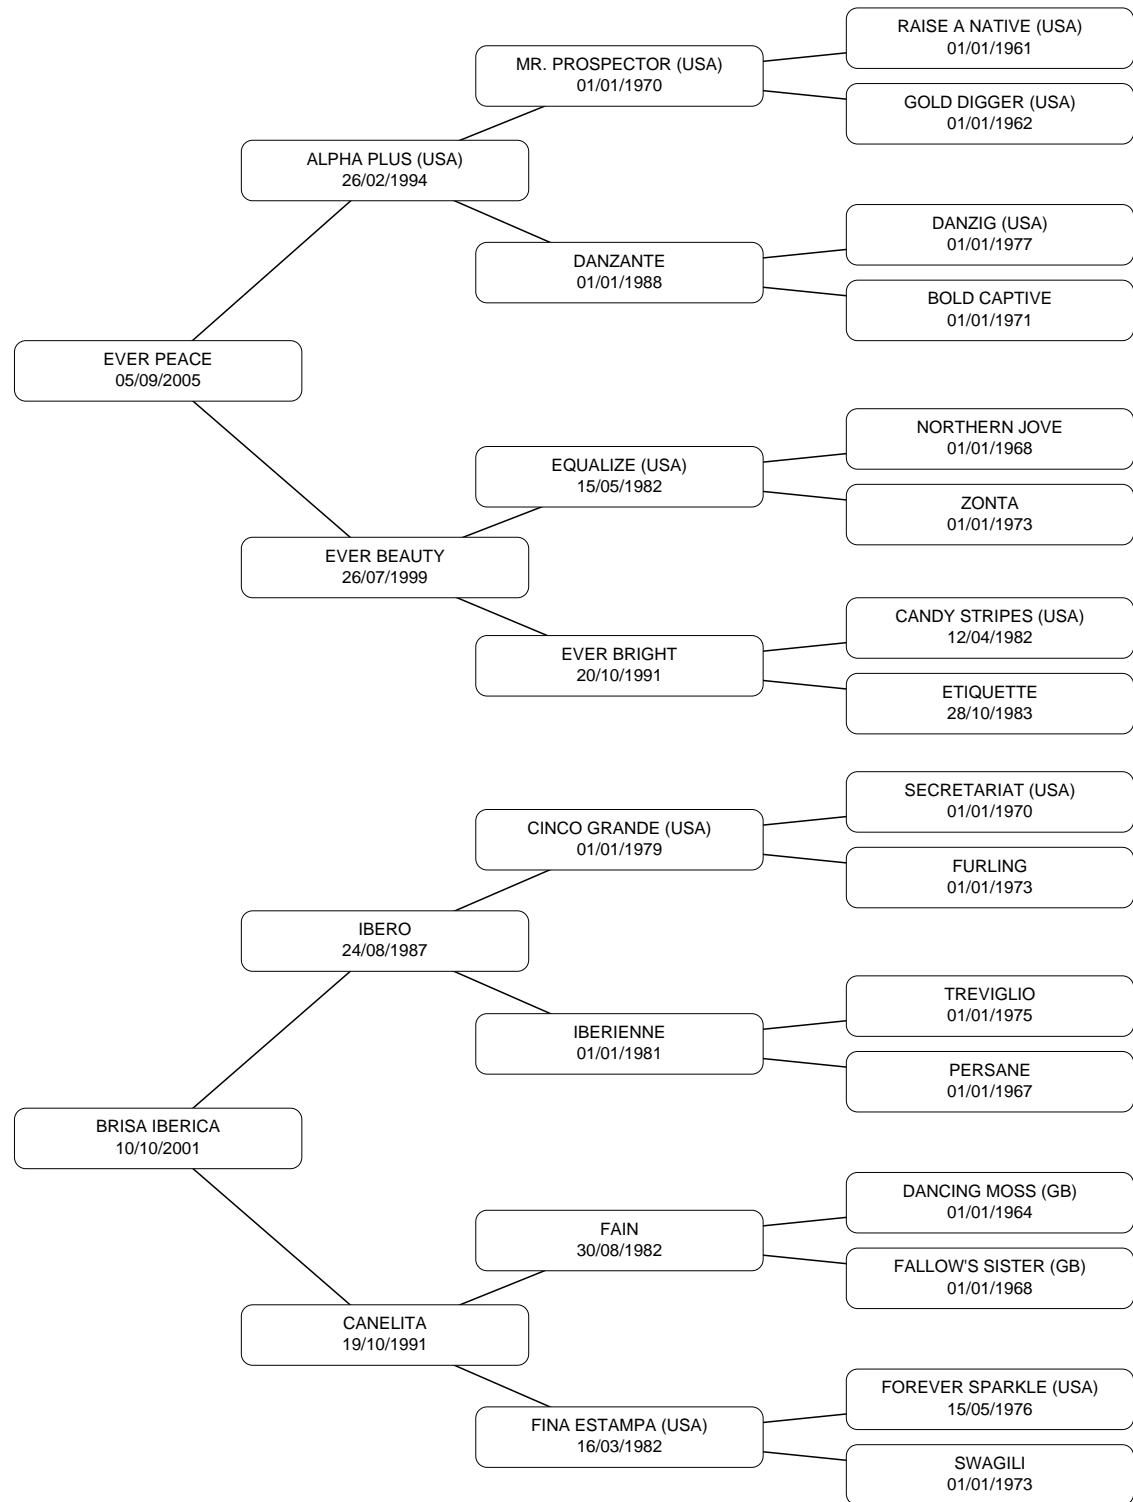 RAISE A NATIVE (USA)
01/01/1961
MR. PROSPECTOR (USA)
01/01/1970
GOLD DIGGER (USA)
01/01/1962
ALPHA PLUS (USA)
26/02/1994
DANZIG (USA)
01/01/1977
DANZANTE
01/01/1988
BOLD CAPTIVE
01/01/1971
EVER PEACE
05/09/2005
NORTHERN JOVE
01/01/1968
EQUALIZE (USA)
15/05/1982
ZONTA
01/01/1973
EVER BEAUTY
26/07/1999
CANDY STRIPES (USA)
12/04/1982
EVER BRIGHT
20/10/1991
ETIQUETTE
28/10/1983
SECRETARIAT (USA)
01/01/1970
CINCO GRANDE (USA)
01/01/1979
FURLING
01/01/1973
IBERO
24/08/1987
TREVIGLIO
01/01/1975
IBERIENNE
01/01/1981
PERSANE
01/01/1967
BRISA IBERICA
10/10/2001
DANCING MOSS (GB)
01/01/1964
FAIN
30/08/1982
FALLOW'S SISTER (GB)
01/01/1968
CANELITA
19/10/1991
FOREVER SPARKLE (USA)
15/05/1976
FINA ESTAMPA (USA)
16/03/1982
SWAGILI
01/01/1973